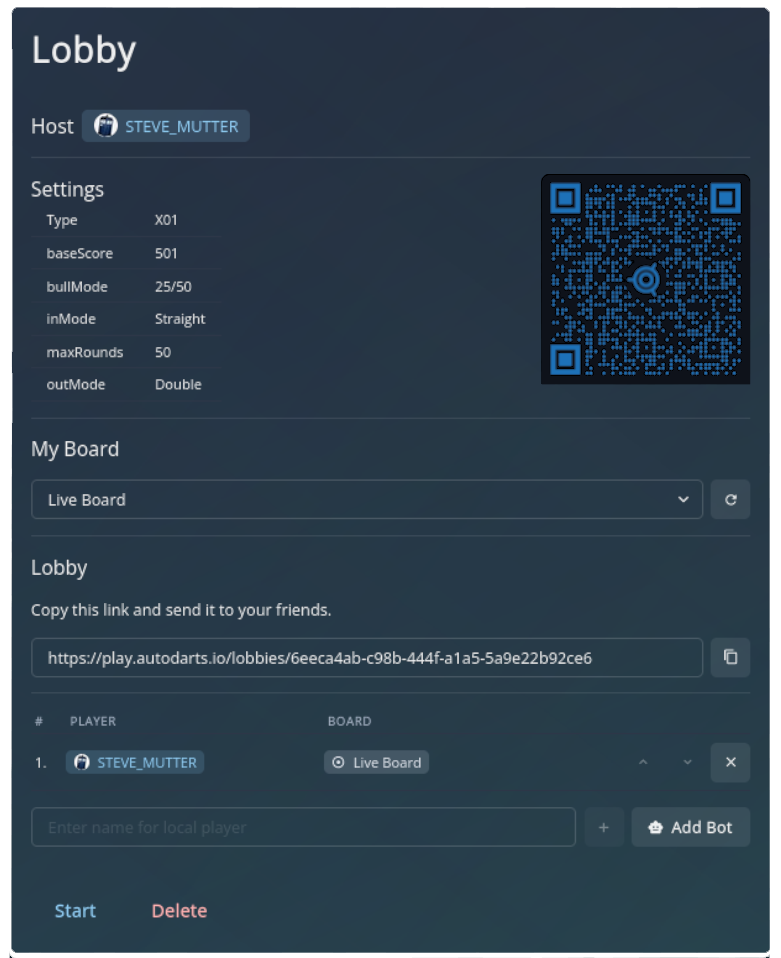 Lobby
Host STEVE_MUTTER
Settings
Type X01
baseScore 501
bullMode 25/50
inMode Straight
maxRounds 50
outMode Double
My Board
Live Board
Lobby
Copy this link and send it to your friends.
https://play.autodarts.io/lobbies/6eeca4ab-c98b-444f-a1a5-5a9e22b92ce6
# PLAYER BOARD
1. STEVE_MUTTER Live Board
Enter name for local player + Add Bot
Start Delete